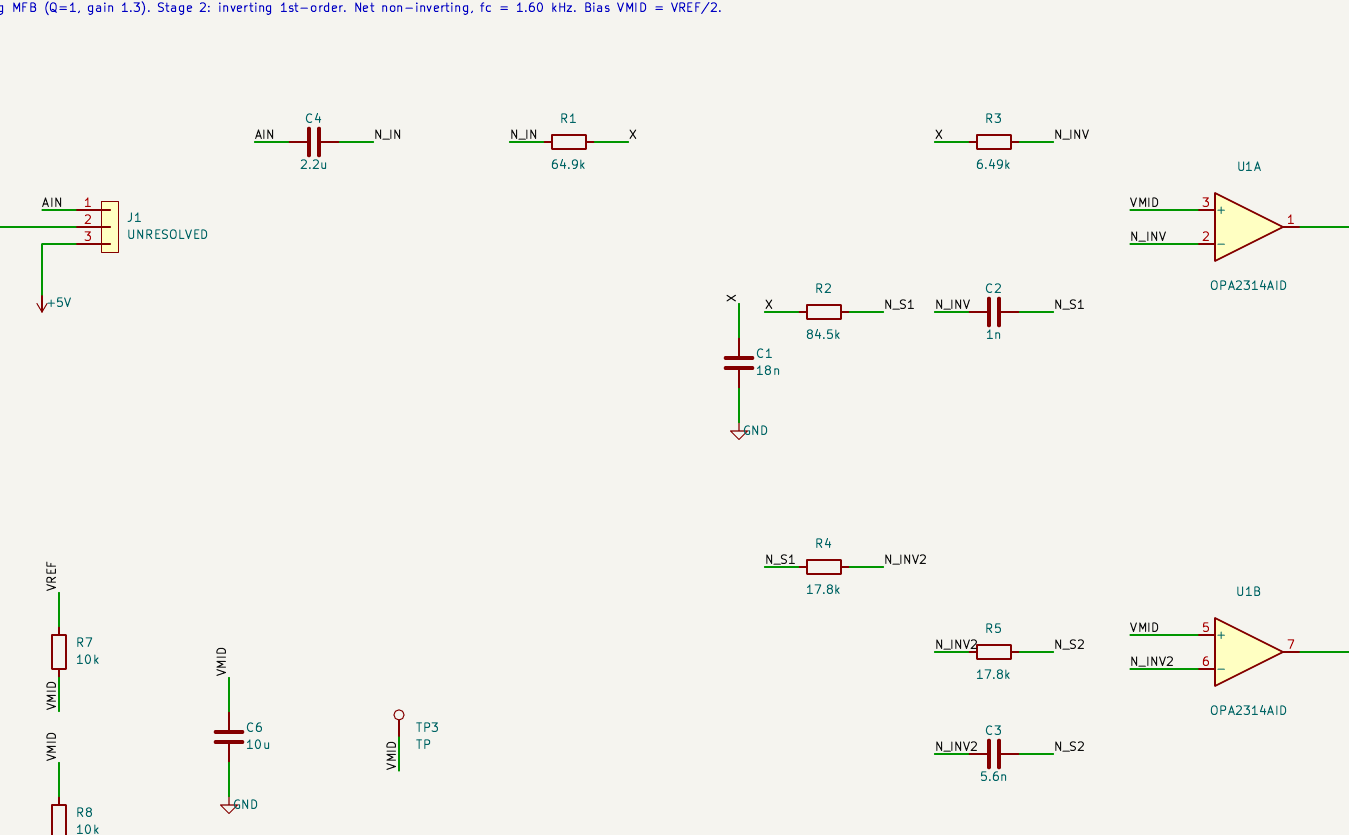 g MFB (Q=1, gain 1.3). Stage 2: inverting 1st-order. Net non-inverting, fc = 1.60 kHz. Bias VMID = VREF/2.
C4
AIN
N_IN
2.2u
R1
N_IN
X
64.9k
R3
X
N_INV
6.49k
U1A
VMID
3
+
N_INV
2
-
1
OPA2314AID
AIN
1
2
3
J1
UNRESOLVED
+5V
X
R2
X
N_S1
84.5k
C2
N_INV
N_S1
1n
C1
18n
GND
R4
N_S1
N_INV2
17.8k
U1B
VMID
5
+
N_INV2
6
-
7
OPA2314AID
R5
N_INV2
N_S2
17.8k
C3
N_INV2
N_S2
5.6n
VREF
R7
10k
VMID
VMID
R8
10k
VMID
C6
10u
GND
TP3
TP
VMID